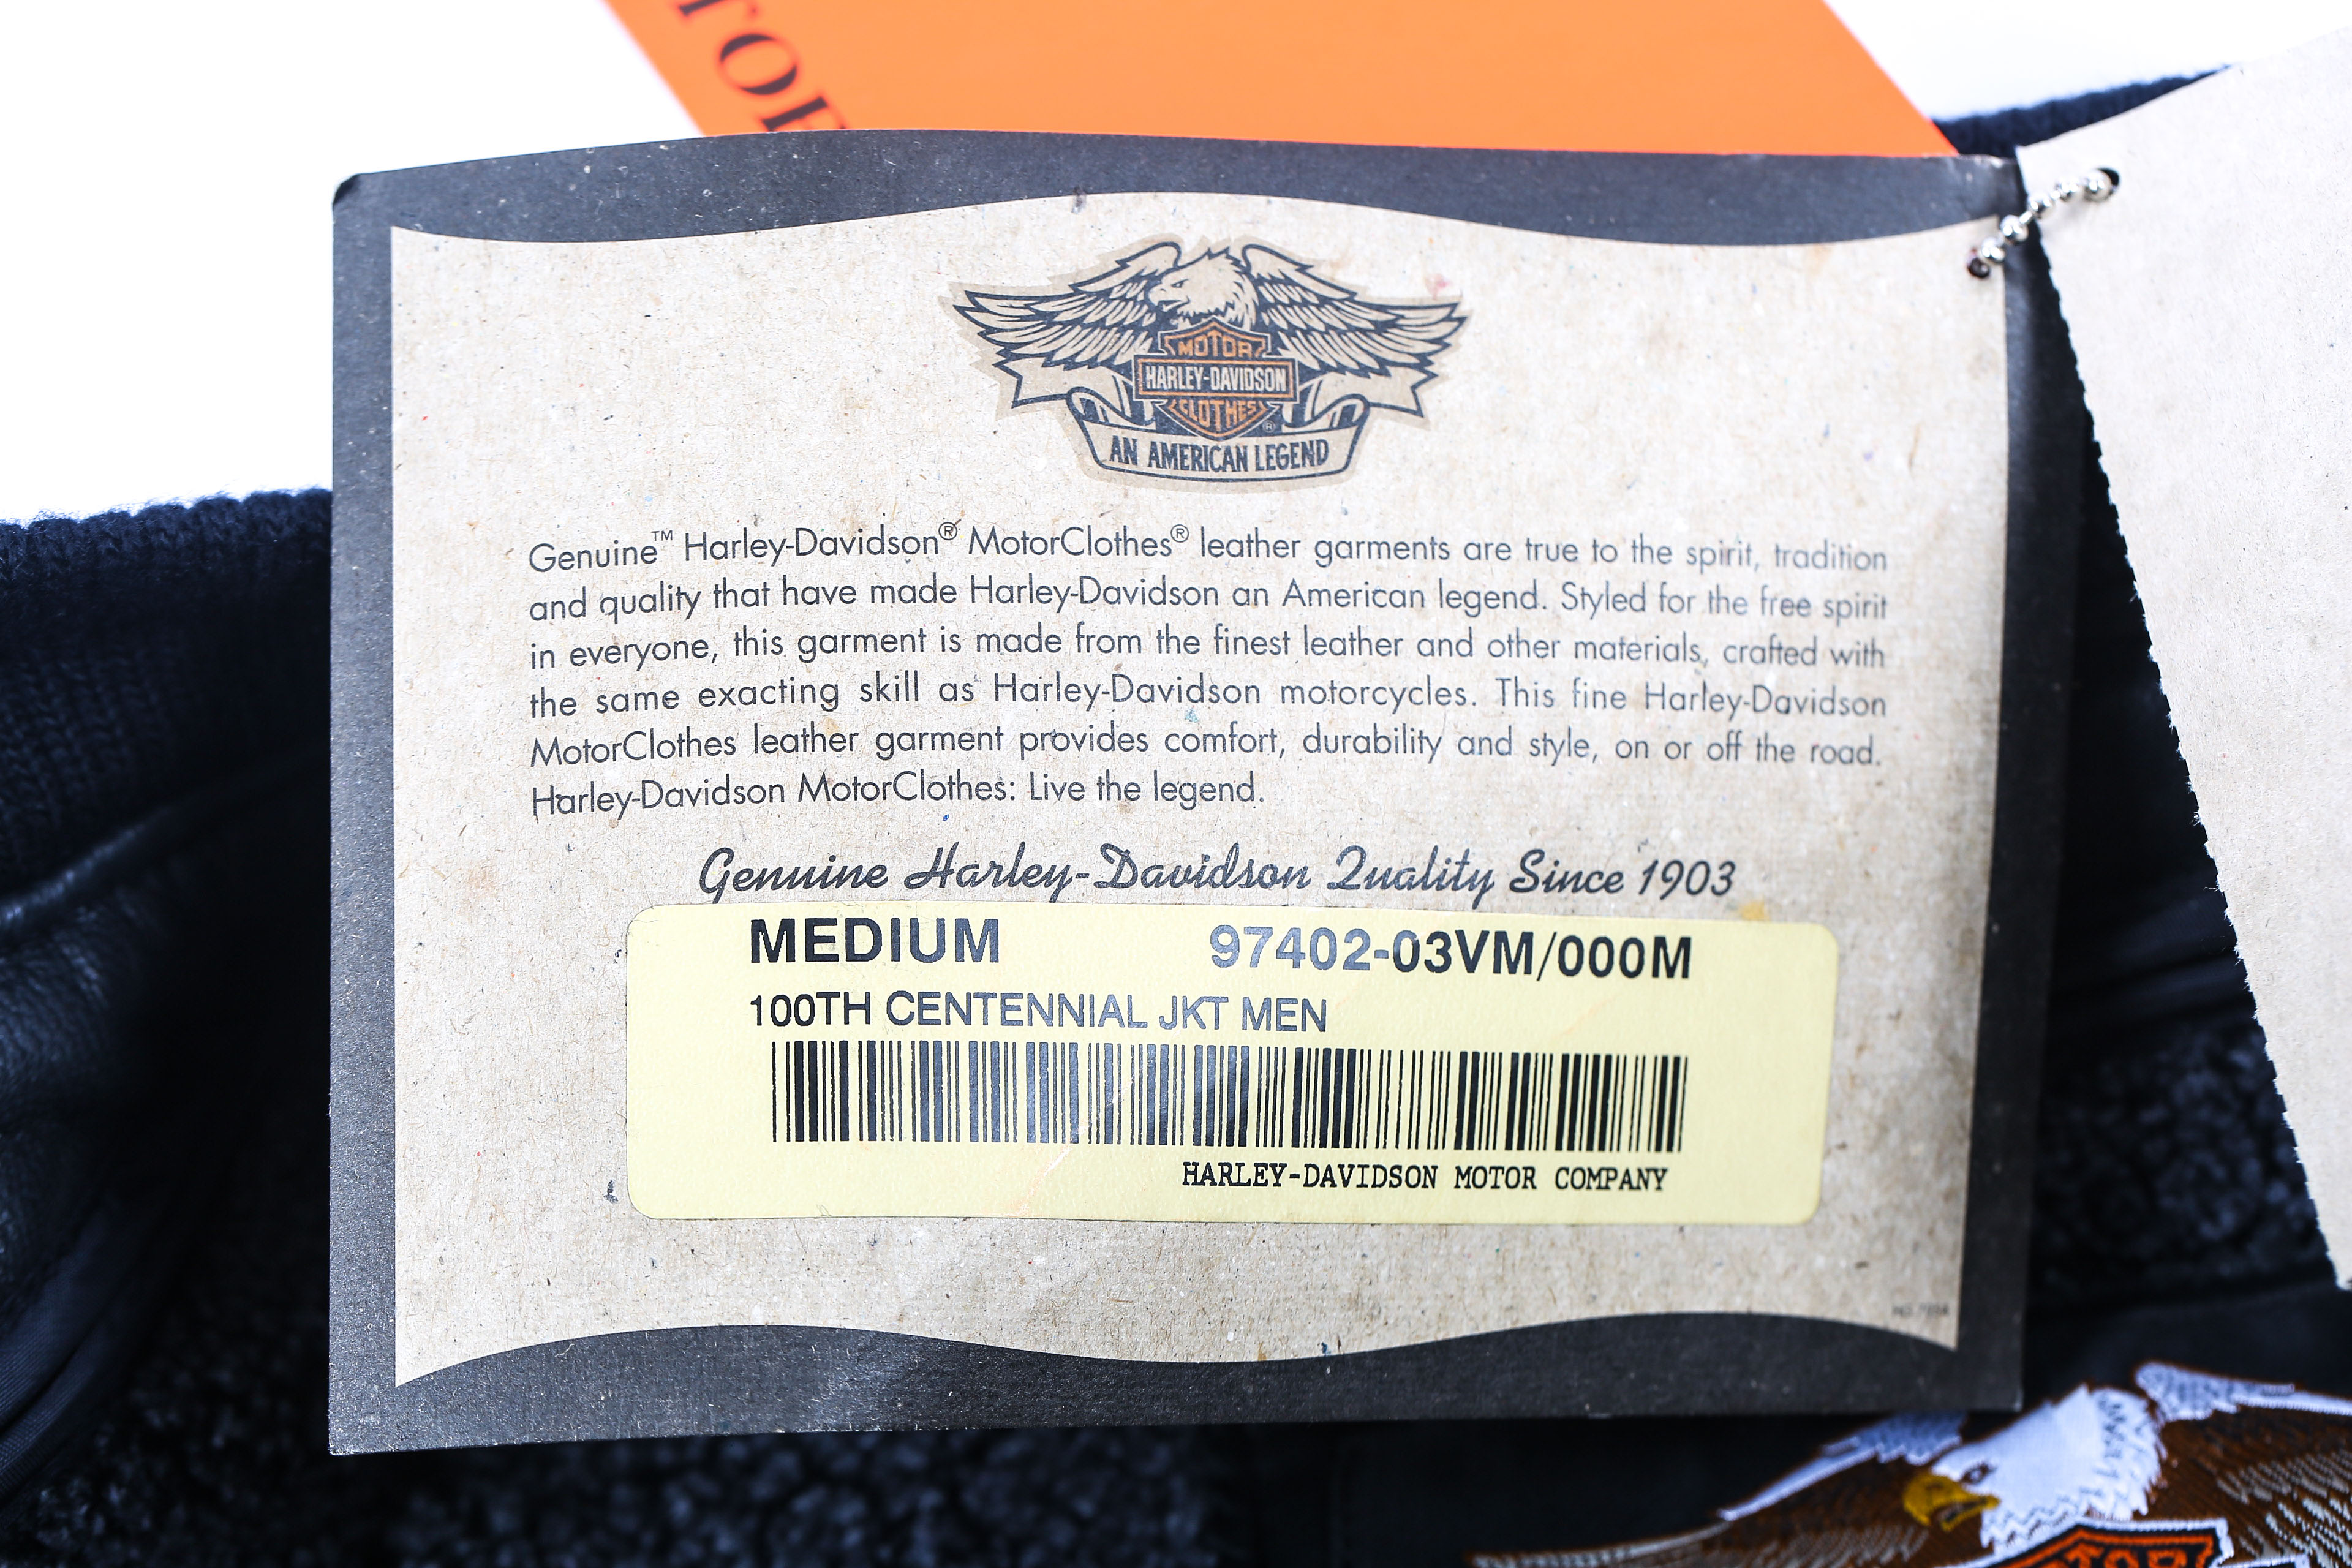 TOR
MOTOR
HARLEY-DAVIDSON
CLOTHES
®
AN AMERICAN LEGEND
Genuine™ Harley-Davidson® MotorClothes® leather garments are true to the spirit, tradition
and quality that have made Harley-Davidson an American legend. Styled for the free spirit
in everyone, this garment is made from the finest leather and other materials, crafted with
the same exacting skill as Harley-Davidson motorcycles. This fine Harley-Davidson
MotorClothes leather garment provides comfort, durability and style, on or off the road.
Harley-Davidson MotorClothes: Live the legend.
Genuine Harley-Davidson Quality Since 1903
MEDIUM 97402-03VM/000M
100TH CENTENNIAL JKT MEN
HARLEY-DAVIDSON MOTOR COMPANY
MOTOR